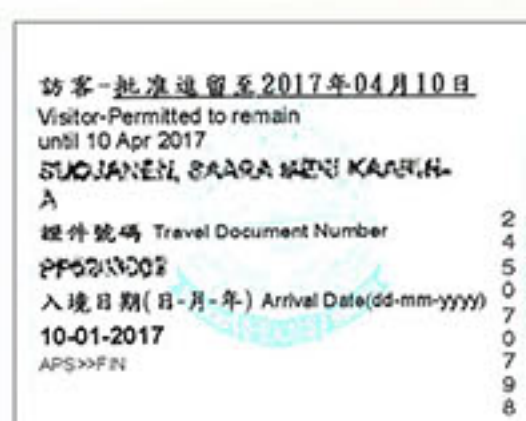 訪客-批准逗留至2017年04月10日
Visitor-Permitted to remain
until 10 Apr 2017
SUOJANEN, SAARA
A
證件號碼 Travel Document Number
入境日期(日-月-年) Arrival Date(dd-mm-yyyy)
10-01-2017
APS>>FIN
245070798